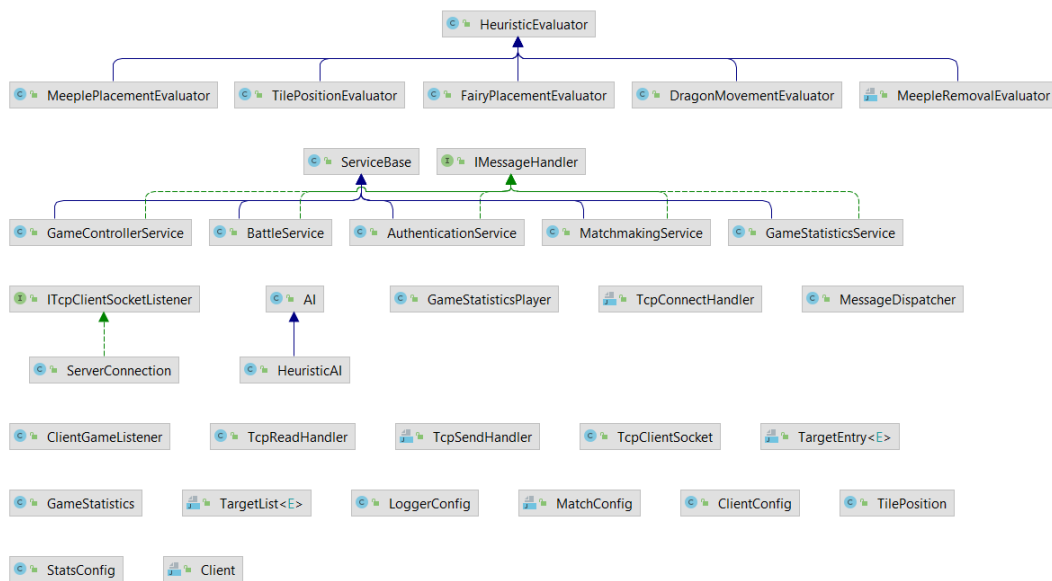 HeuristicEvaluator
MeeplePlacementEvaluator TilePositionEvaluator FairyPlacementEvaluator DragonMovementEvaluator MeepleRemovalEvaluator
ServiceBase IMessageHandler
GameControllerService BattleService AuthenticationService MatchmakingService GameStatisticsService
ITcpClientSocketListener AI GameStatisticsPlayer TcpConnectHandler MessageDispatcher
ServerConnection HeuristicAI
ClientGameListener TcpReadHandler TcpSendHandler TcpClientSocket TargetEntry<E>
GameStatistics TargetList<E> LoggerConfig MatchConfig ClientConfig TilePosition
StatsConfig Client